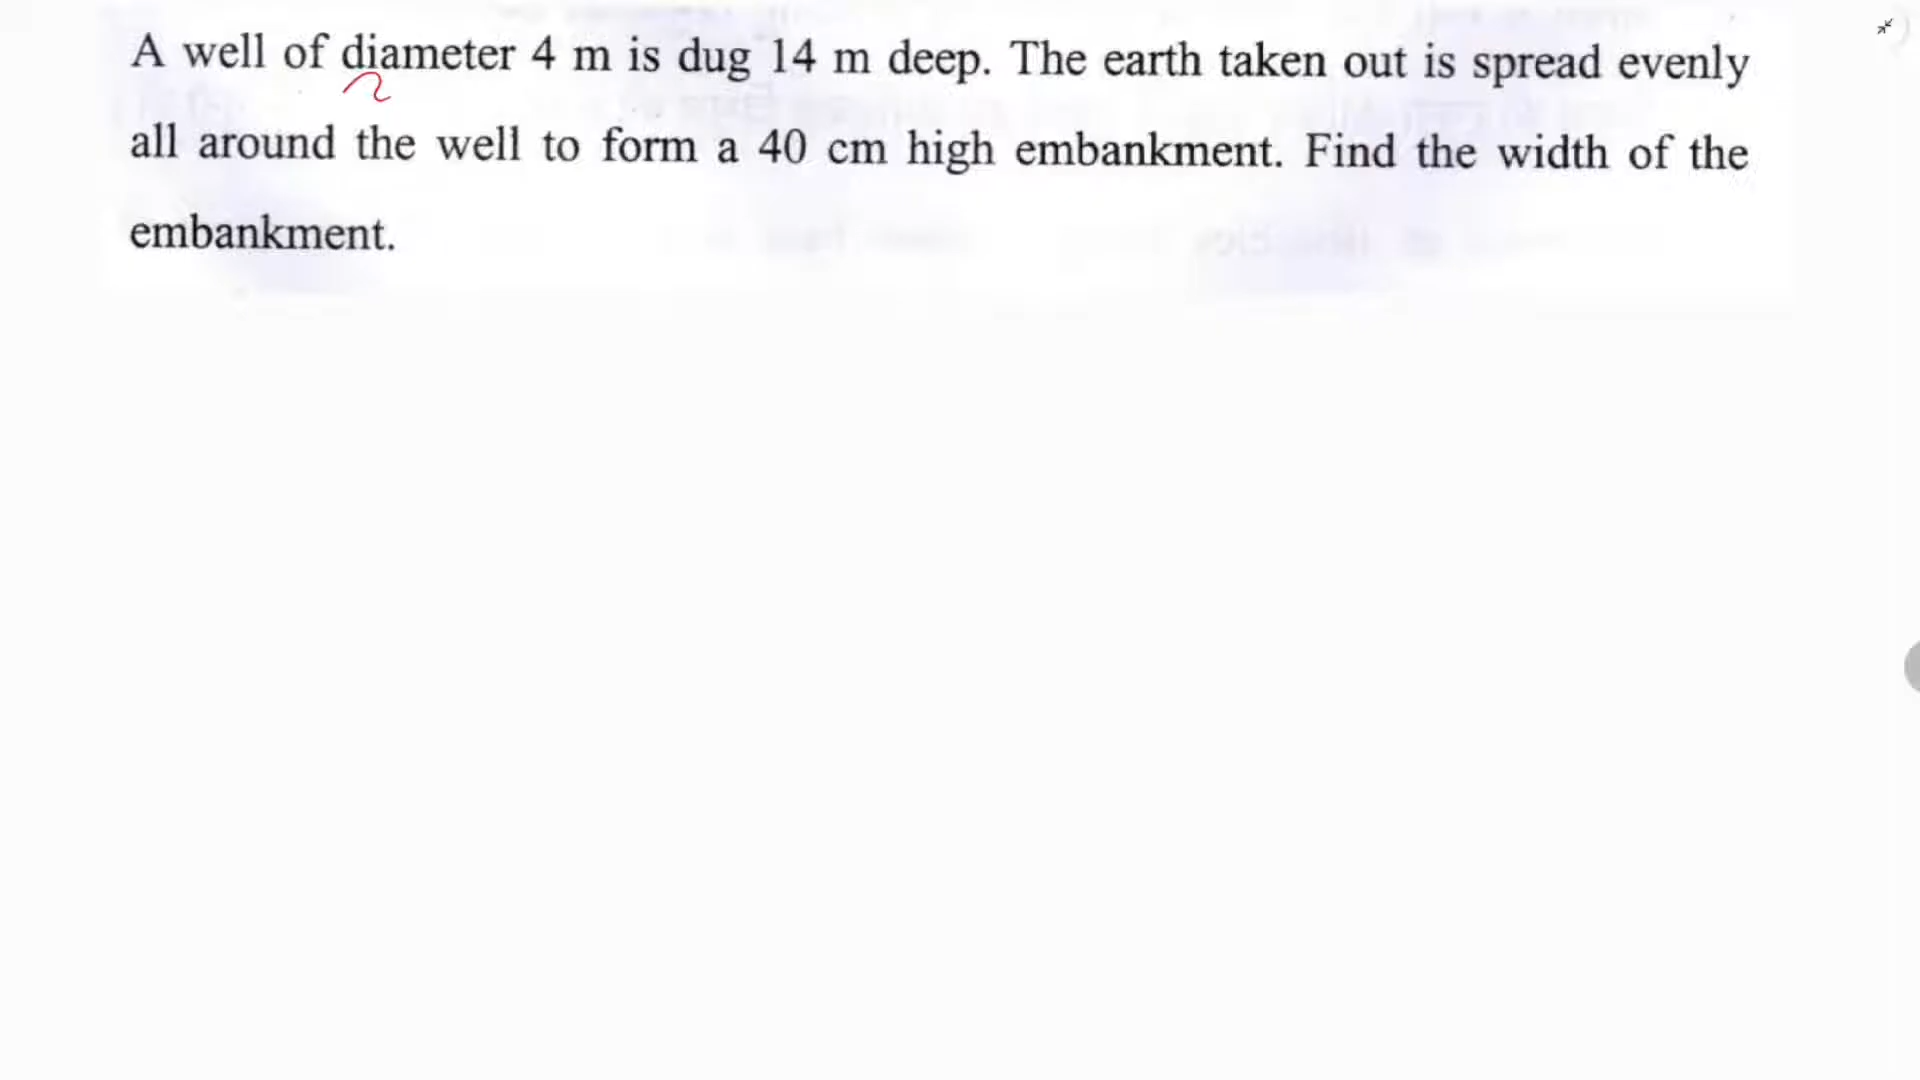 A well of diameter 4 m is dug 14 m deep. The earth taken out is spread evenly
all around the well to form a 40 cm high embankment. Find the width of the
embankment.